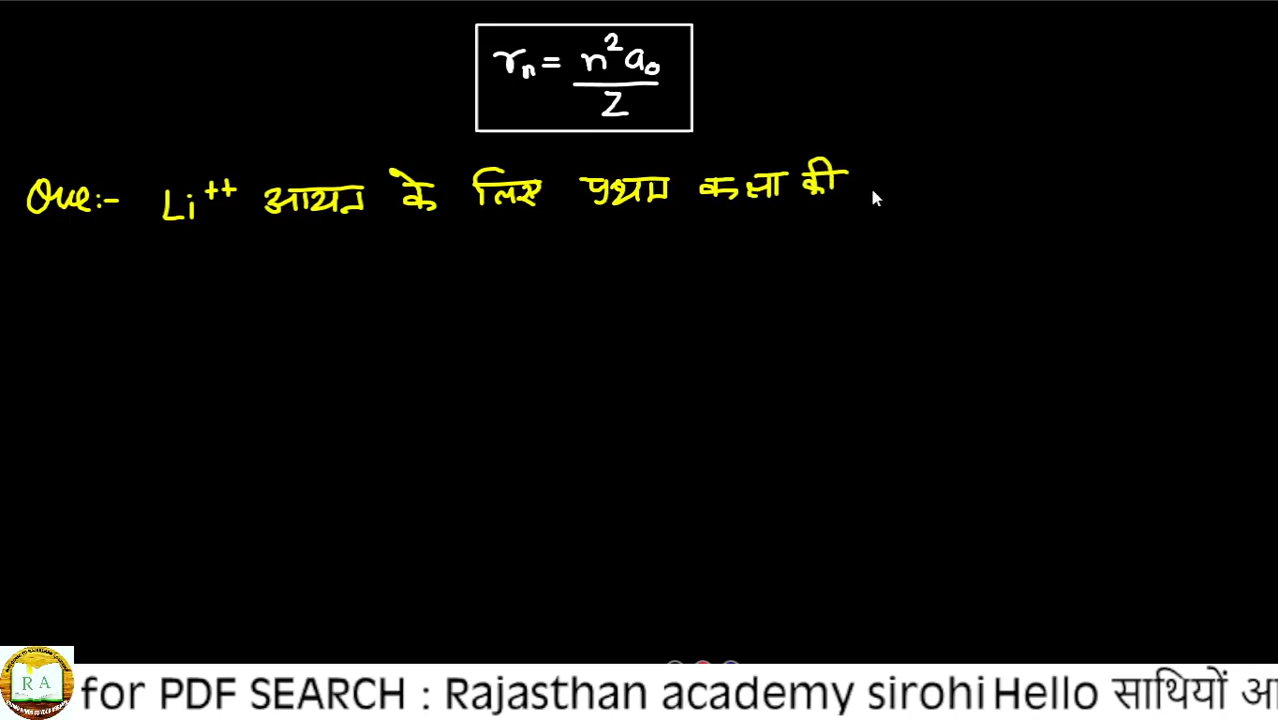 rₙ = n²a₀/Z
Que:- Li⁺⁺ आयन के लिए प्रथम कक्षा की
R A
for PDF SEARCH : Rajasthan academy sirohi Hello साथियों आ